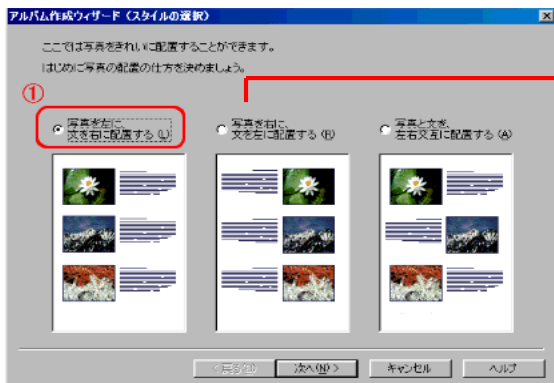 アルバム作成ウィザード（スタイルの選択）
ここでは写真をきれいに配置することができます。
はじめに写真の配置の仕方を決めましょう。
①
写真を左に、
文を右に配置する(L)
写真を右に、
文を左に配置する(R)
写真と文を、
左右交互に配置する(A)
<戻る(B)
次へ(N)>
キャンセル
ヘルプ